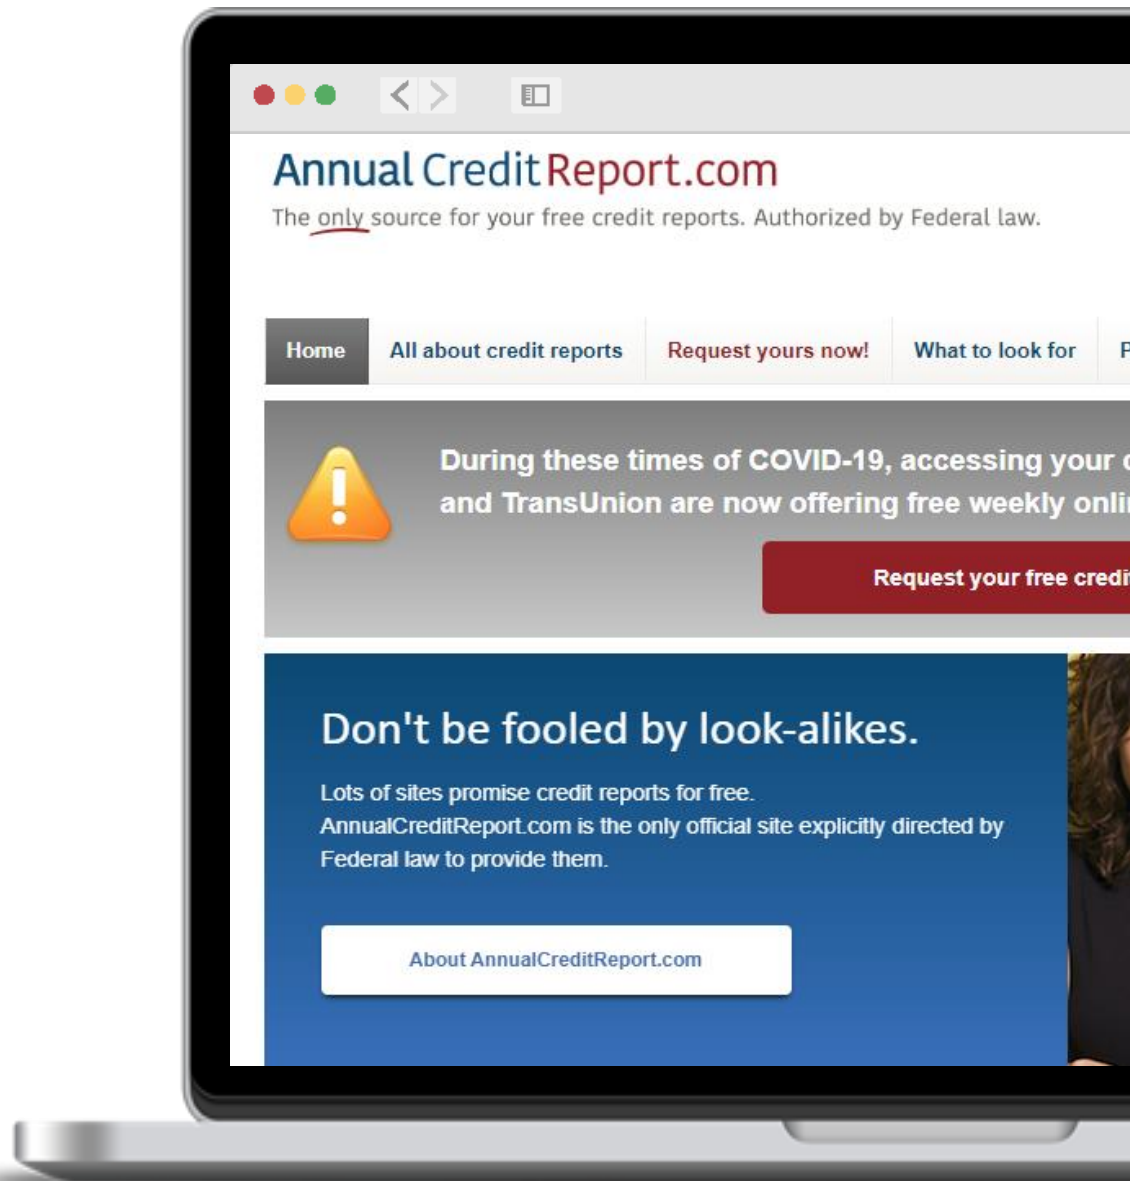 AnnualCreditReport.com
The only source for your free credit reports. Authorized by Federal law.
Home All about credit reports Request yours now! What to look for
During these times of COVID-19, accessing your
and TransUnion are now offering free weekly
Request your free
Don't be fooled by look-alikes.
Lots of sites promise credit reports for free.
AnnualCreditReport.com is the only official site explicitly directed by
Federal law to provide them.
About AnnualCreditReport.com